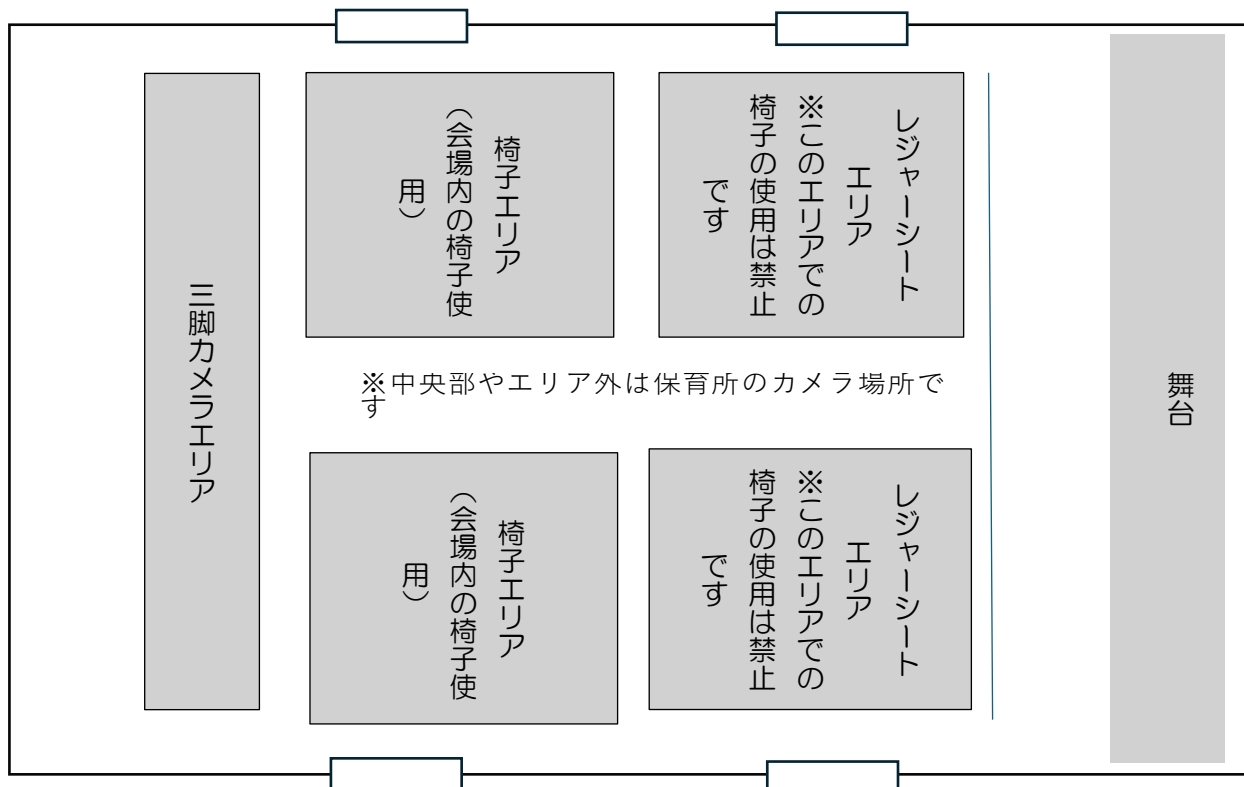 三脚カメラエリア
椅子エリア
（会場内の椅子使
用）
レジャーシート
エリア
※このエリアでの
椅子の使用は禁止
です
※中央部やエリア外は保育所のカメラ場所で
す
椅子エリア
（会場内の椅子使
用）
レジャーシート
エリア
※このエリアでの
椅子の使用は禁止
です
舞台